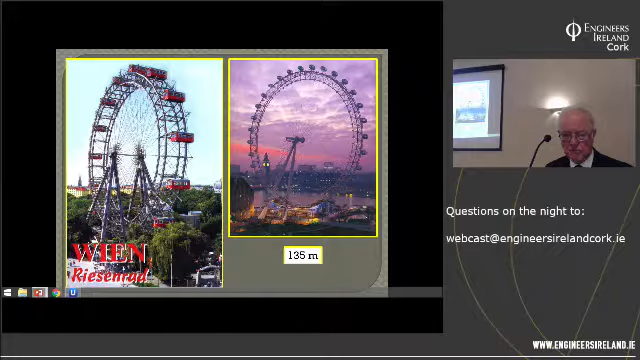 WIEN
Riesenrad
135 m
ENGINEERS
IRELAND
Cork
Questions on the night to:
webcast@engineersirelandcork.ie
WWW.ENGINEERSIRELAND.IE